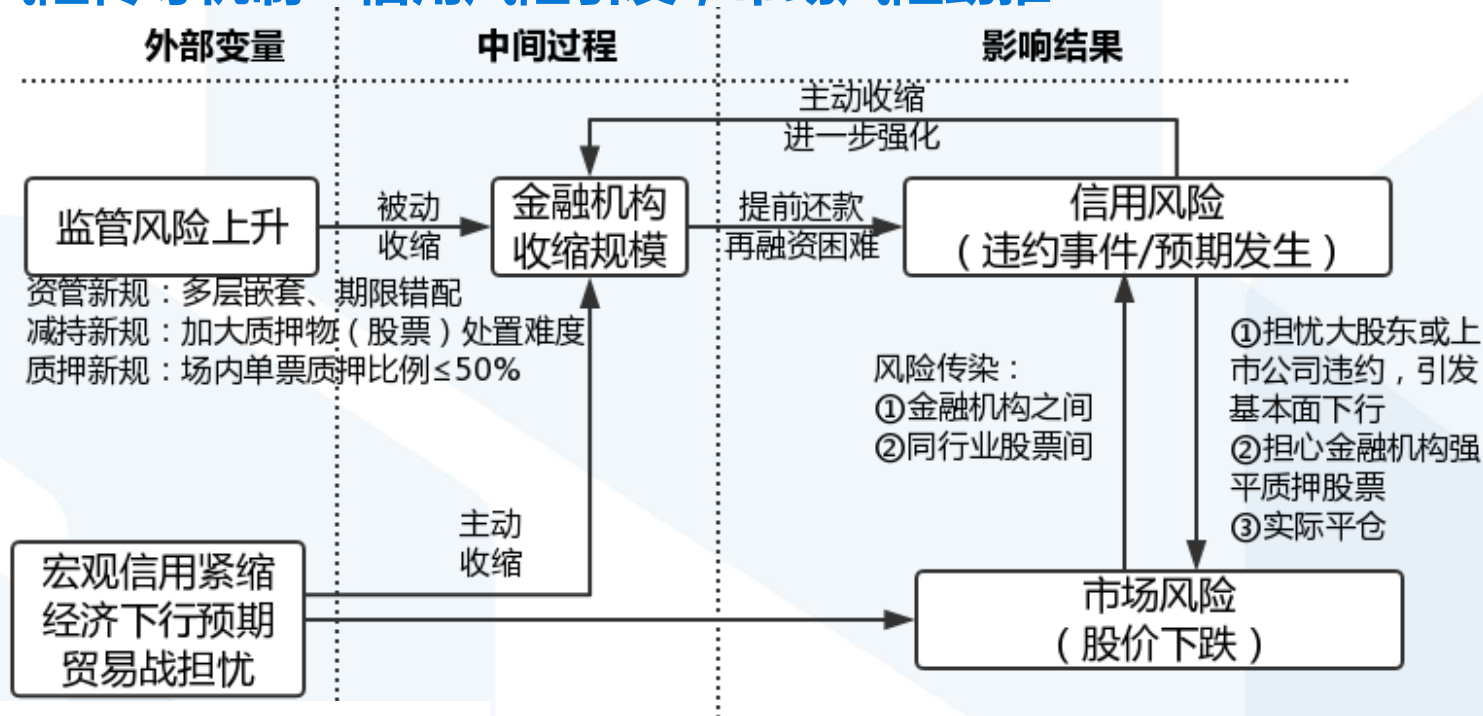 外部变量
中间过程
影响结果
主动收缩
进一步强化
监管风险上升
被动
收缩
金融机构
收缩规模
提前还款
再融资困难
信用风险
（违约事件/预期发生）
资管新规：多层嵌套、期限错配
减持新规：加大质押物（股票）处置难度
质押新规：场内单票质押比例≤50%
风险传染：
①金融机构之间
②同行业股票间
①担忧大股东或上
市公司违约，引发
基本面下行
②担心金融机构强
平质押股票
③实际平仓
主动
收缩
宏观信用紧缩
经济下行预期
贸易战担忧
市场风险
（股价下跌）